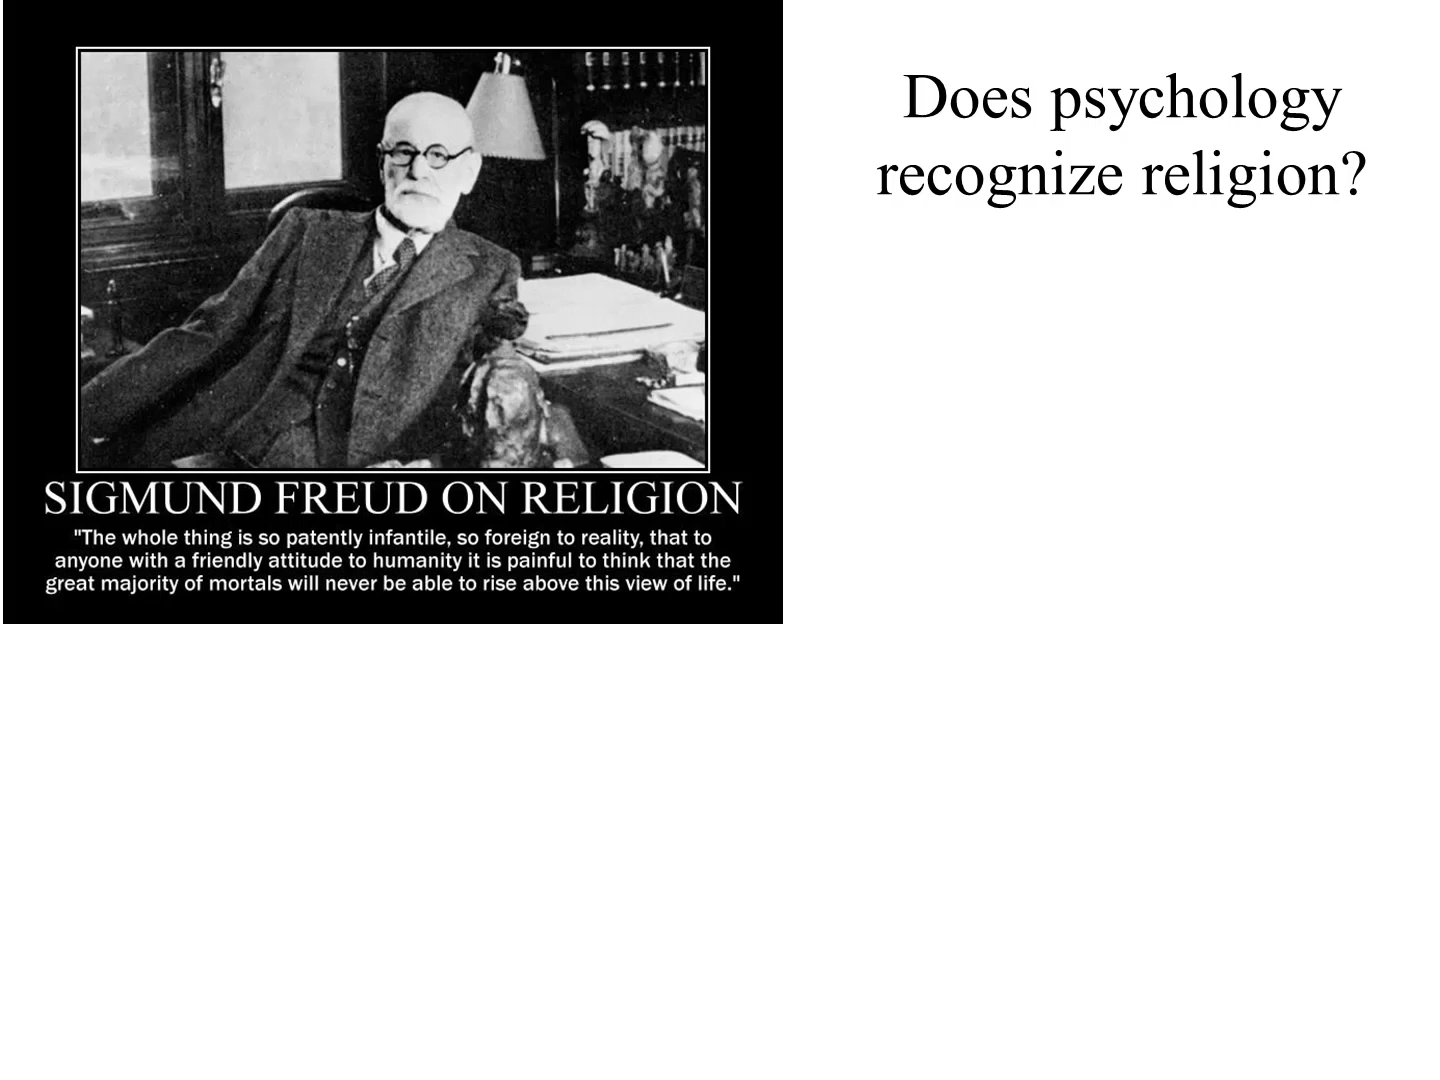 Does psychology
recognize religion?
SIGMUND FREUD ON RELIGION
"The whole thing is so patently infantile, so foreign to reality, that to
anyone with a friendly attitude to humanity it is painful to think that the
great majority of mortals will never be able to rise above this view of life."